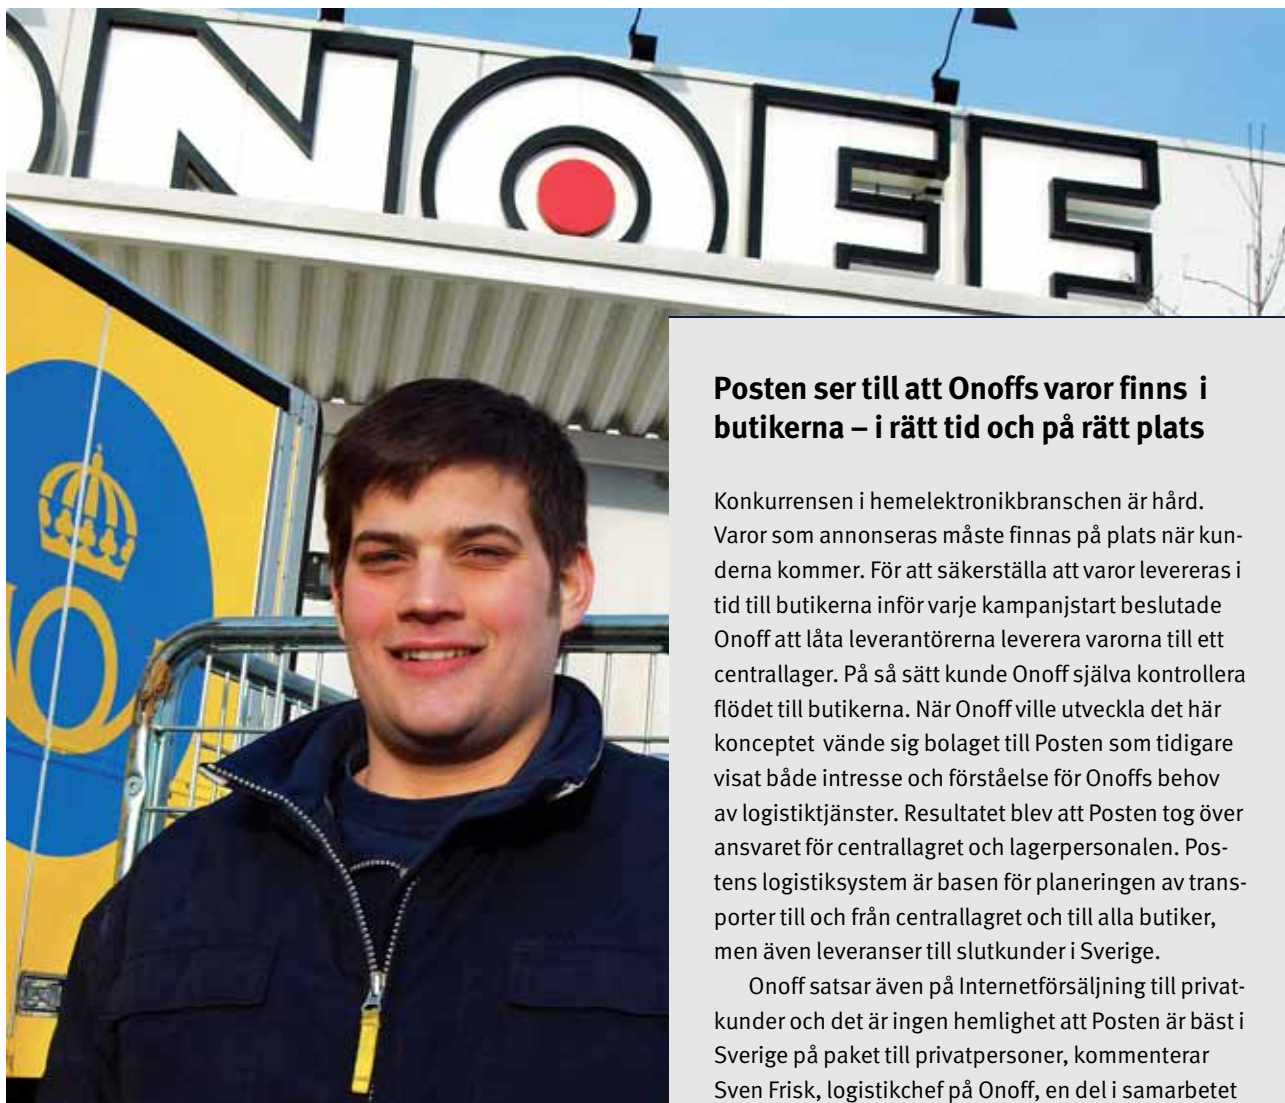 ONOFF
Posten ser till att Onoffs varor finns i
butikerna – i rätt tid och på rätt plats
Konkurrensen i hemelektronikbranschen är hård.
Varor som annonseras måste finnas på plats när kun-
derna kommer. För att säkerställa att varor levereras i
tid till butikerna inför varje kampanjstart beslutade
Onoff att låta leverantörerna leverera varorna till ett
centrallager. På så sätt kunde Onoff själva kontrollera
flödet till butikerna. När Onoff ville utveckla det här
konceptet vände sig bolaget till Posten som tidigare
visat både intresse och förståelse för Onoffs behov
av logistiktjänster. Resultatet blev att Posten tog över
ansvaret för centrallagret och lagerpersonalen. Pos-
tens logistiksystem är basen för planeringen av trans-
porter till och från centrallagret och till alla butiker,
men även leveranser till slutkunder i Sverige.
Onoff satsar även på Internetförsäljning till privat-
kunder och det är ingen hemlighet att Posten är bäst i
Sverige på paket till privatpersoner, kommenterar
Sven Frisk, logistikchef på Onoff, en del i samarbetet